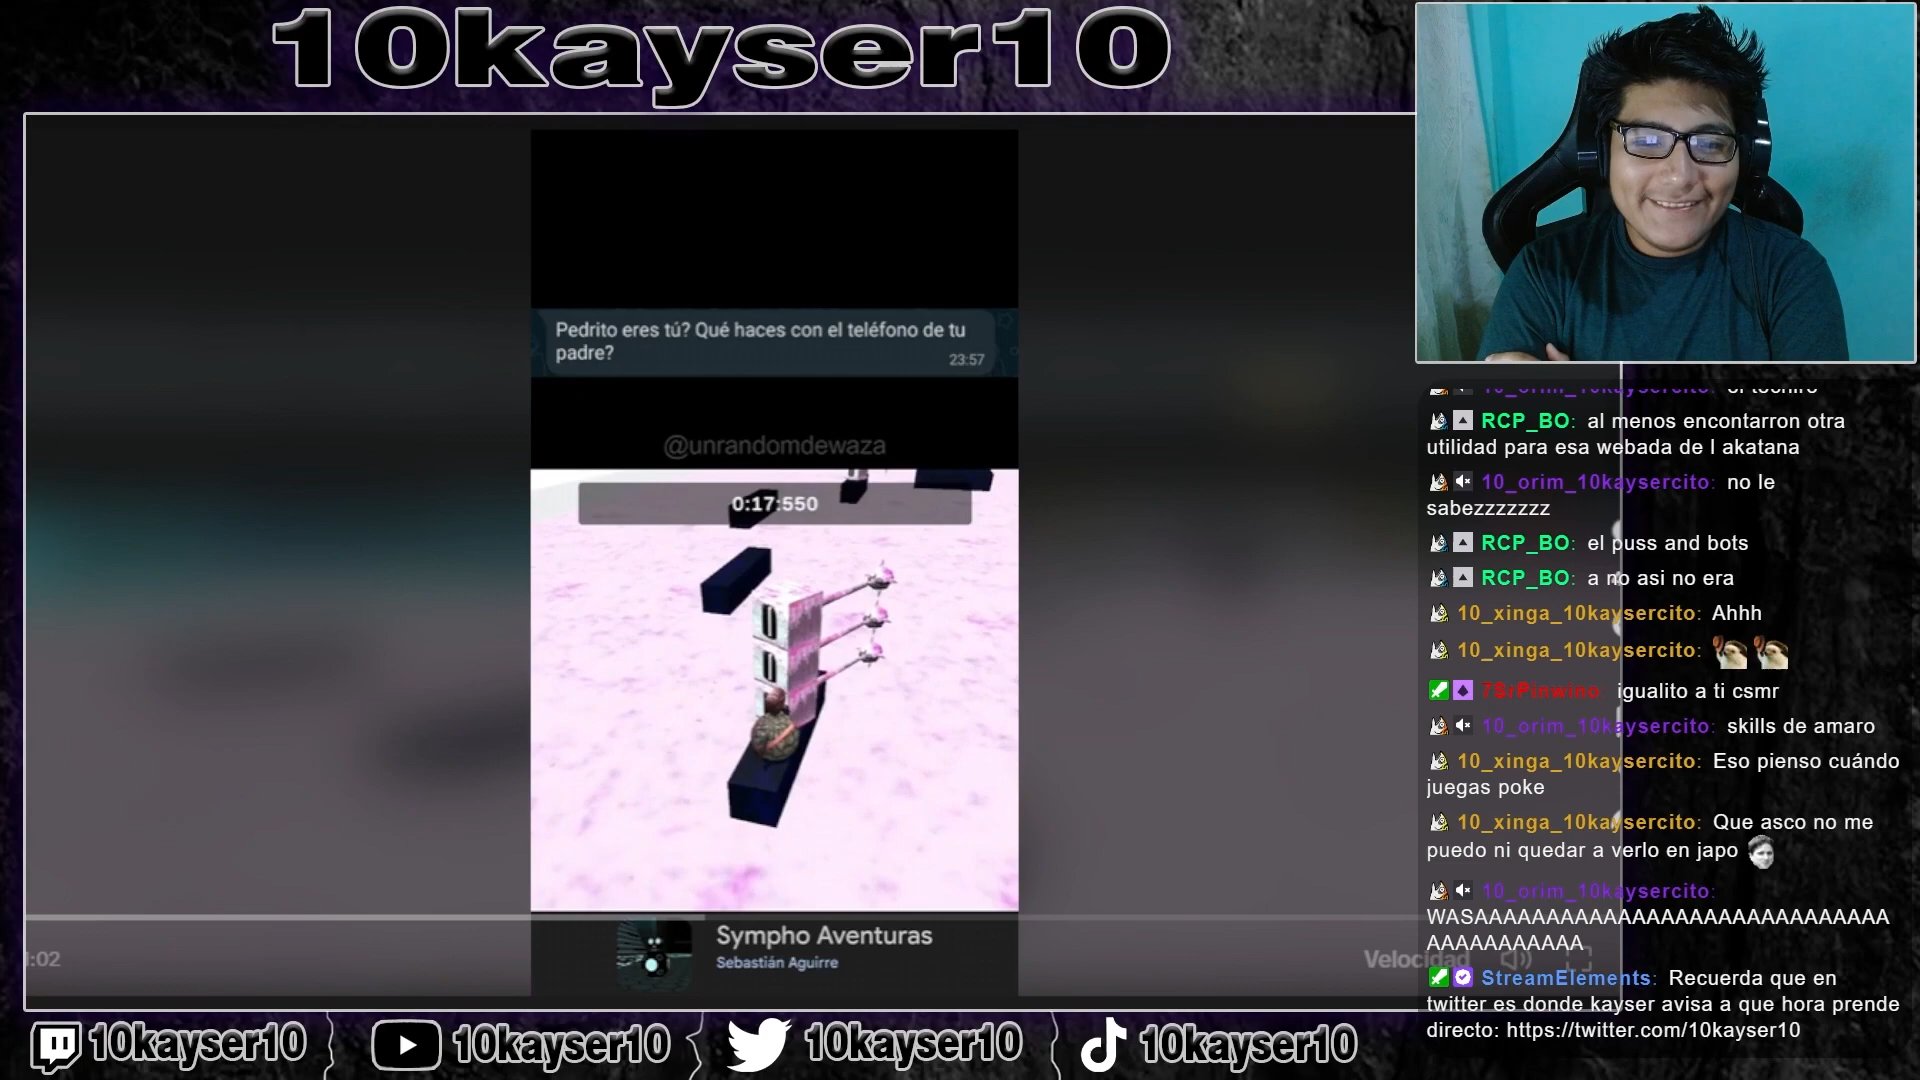 10kayser10
Pedrito eres tú? Qué haces con el teléfono de tu
padre?
23:57
@unrandomdewaza
0:17:550
Sympho Aventuras
Sebastián Aguirre
:02
Velocidad
RCP_BO: al menos encontarron otra
utilidad para esa webada de l akatana
10_orim_10kaysercito: no le
sabezzzzzzz
RCP_BO: el puss and bots
RCP_BO: a no asi no era
10_xinga_10kaysercito: Ahhh
10_xinga_10kaysercito:
7SrPinwino: igualito a ti csmr
10_orim_10kaysercito: skills de amaro
10_xinga_10kaysercito: Eso pienso cuándo
juegas poke
10_xinga_10kaysercito: Que asco no me
puedo ni quedar a verlo en japo
10_orim_10kaysercito:
WASAAAAAAAAAAAAAAAAAAAAAAAAAAAAA
AAAAAAAAAAA
StreamElements: Recuerda que en
twitter es donde kayser avisa a que hora prende
directo: https://twitter.com/10kayser10
10kayser10
10kayser10
10kayser10
10kayser10